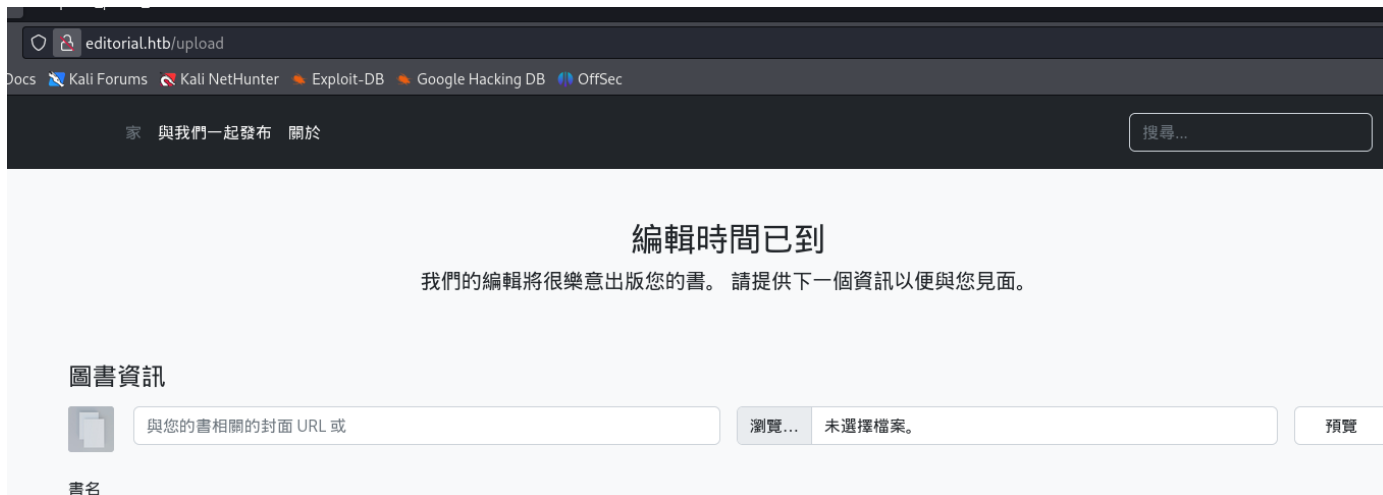 editorial.htb/upload
Docs Kali Forums Kali NetHunter Exploit-DB Google Hacking DB OffSec
家 與我們一起發布 關於 搜尋...
編輯時間已到
我們的編輯將很樂意出版您的書。 請提供下一個資訊以便與您見面。
圖書資訊
與您的書相關的封面 URL 或 瀏覽... 未選擇檔案。 預覽
書名